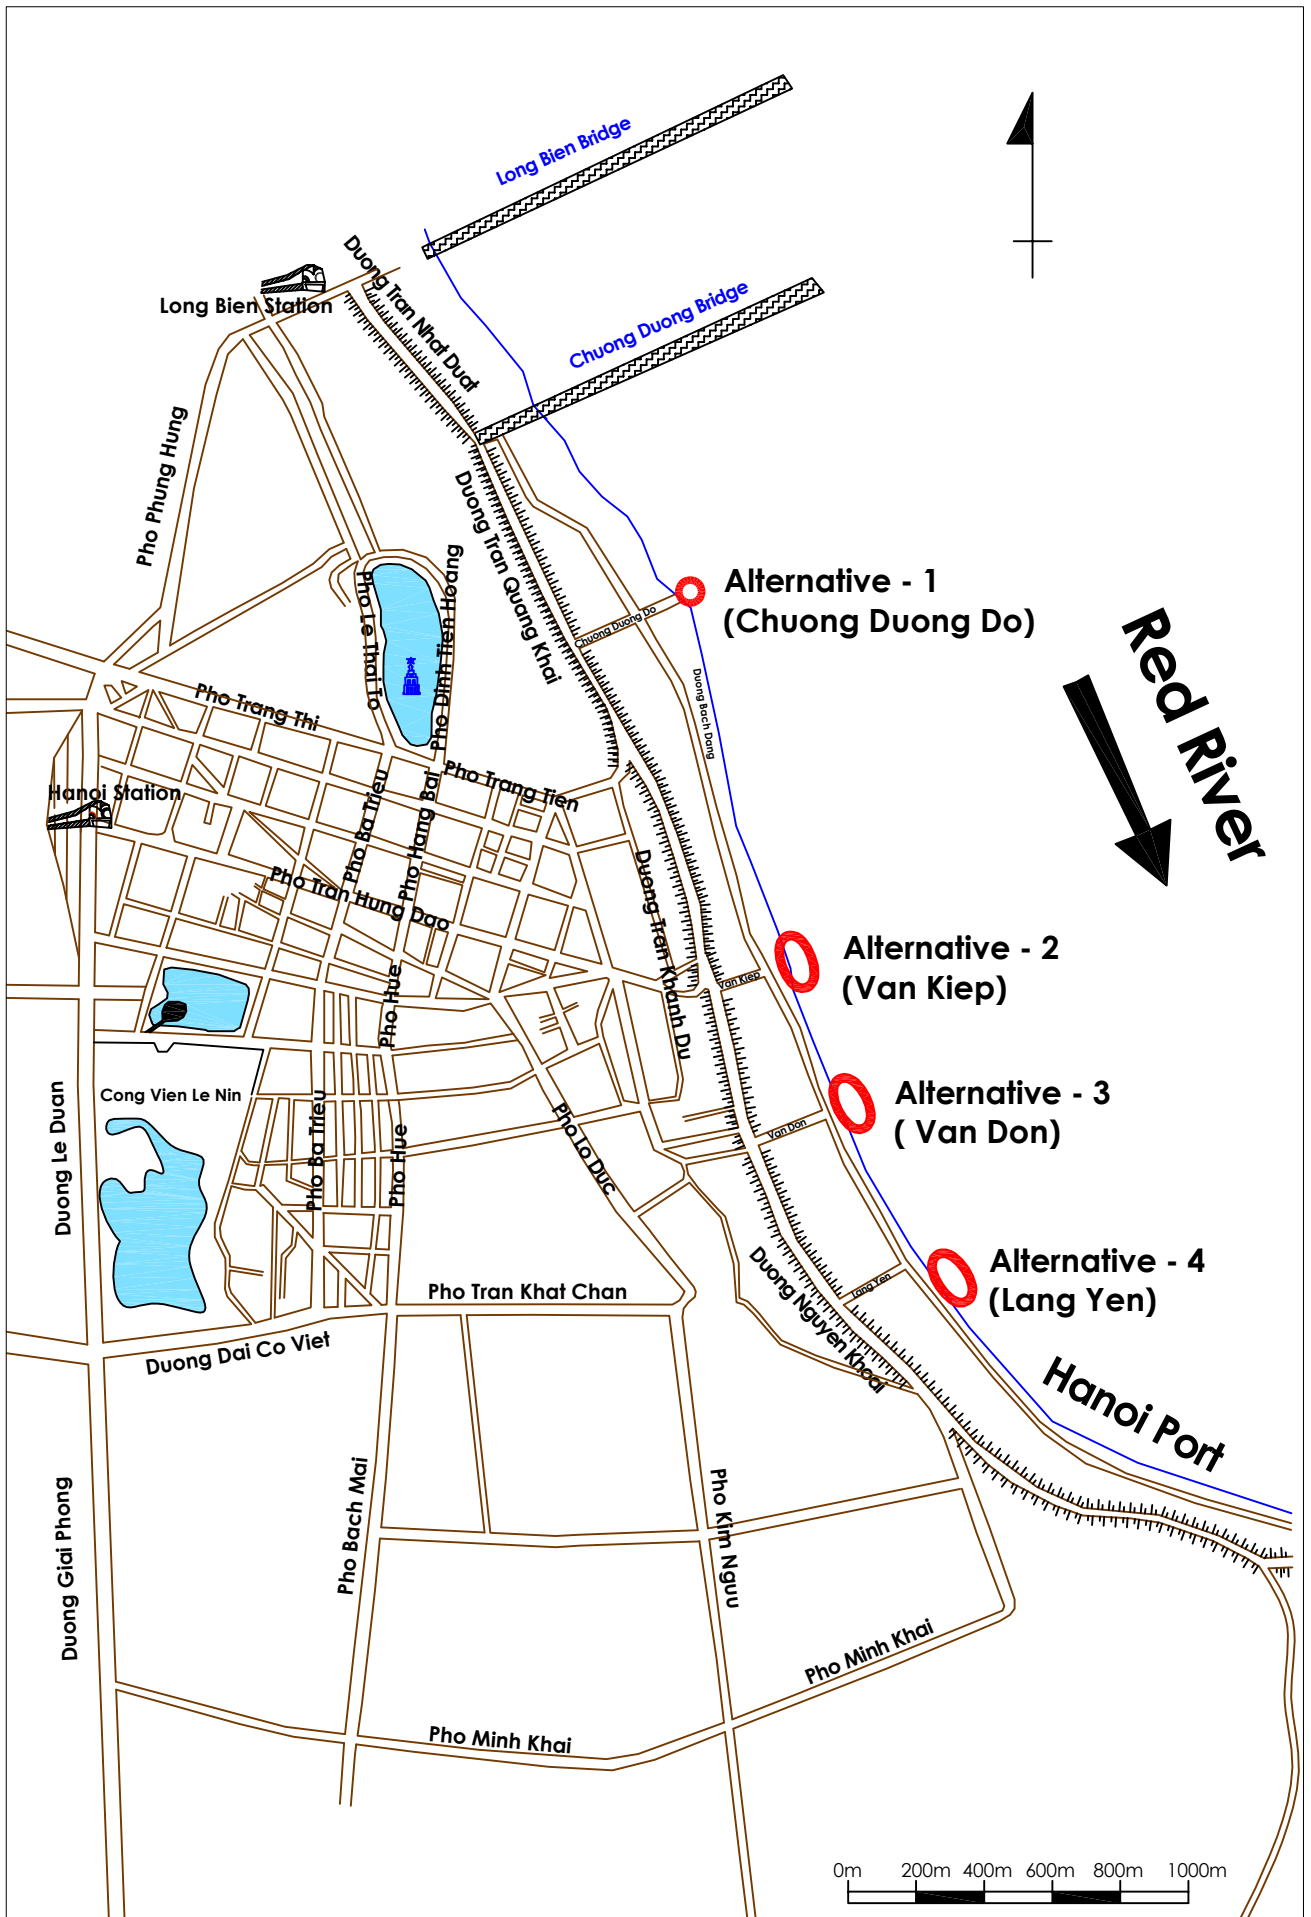 Long Bien Bridge
Duong Tran Nhat Duat
Long Bien Station
Chuong Duong Bridge
Pho Phung Hung
Duong Tran Quang Khai
Pho Le Thai To
Pho Dinh Tien Hoang
Alternative - 1
(Chuong Duong Do)
Chuong Duong Do
Red River
Duong Bach Dang
Pho Trang Thi
Hanoi Station
Pho Trang Tien
Pho Ba Trieu
Pho Hang Bai
Pho Tran Hung Dao
Duong Tran Khanh Du
Alternative - 2
(Van Kiep)
Van Kiep
Pho Hue
Cong Vien Le Nin
Duong Le Duan
Pho Ba Trieu
Pho Hue
Pho Lo Duc
Van Don
Alternative - 3
( Van Don)
Alternative - 4
(Lang Yen)
Lang Yen
Duong Nguyen Khoai
Pho Tran Khat Chan
Duong Dai Co Viet
Hanoi Port
Duong Giai Phong
Pho Bach Mai
Pho Kim Nguu
Pho Minh Khai
Pho Minh Khai
0m 200m 400m 600m 800m 1000m